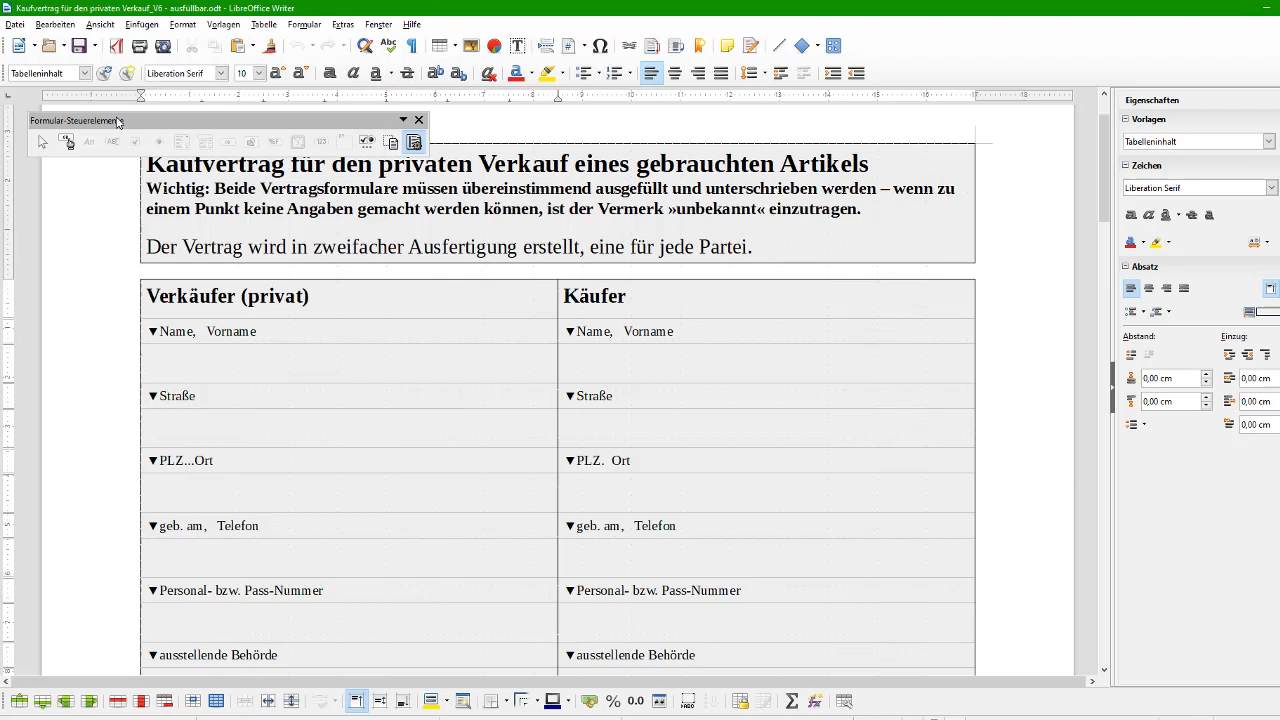 Kaufvertrag für den privaten Verkauf_V6 - ausfüllbar.odt - LibreOffice Writer
Datei Bearbeiten Ansicht Einfügen Format Vorlagen Tabelle Formular Extras Fenster Hilfe
Tabelleninhalt Liberation Serif 10
Formular-Steuerelemente
Kaufvertrag für den privaten Verkauf eines gebrauchten Artikels
Wichtig: Beide Vertragsformulare müssen übereinstimmend ausgefüllt und unterschrieben werden – wenn zu
einem Punkt keine Angaben gemacht werden können, ist der Vermerk »unbekannt« einzutragen.
Der Vertrag wird in zweifacher Ausfertigung erstellt, eine für jede Partei.
Verkäufer (privat) Käufer
▼Name, Vorname ▼Name, Vorname
▼Straße ▼Straße
▼PLZ...Ort ▼PLZ. Ort
▼geb. am, Telefon ▼geb. am, Telefon
▼Personal- bzw. Pass-Nummer ▼Personal- bzw. Pass-Nummer
▼ausstellende Behörde ▼ausstellende Behörde
Eigenschaften
Vorlagen
Tabelleninhalt
Zeichen
Liberation Serif
Absatz
Abstand: Einzug:
0,00 cm 0,00 cm
0,00 cm 0,00 cm
0,00 cm